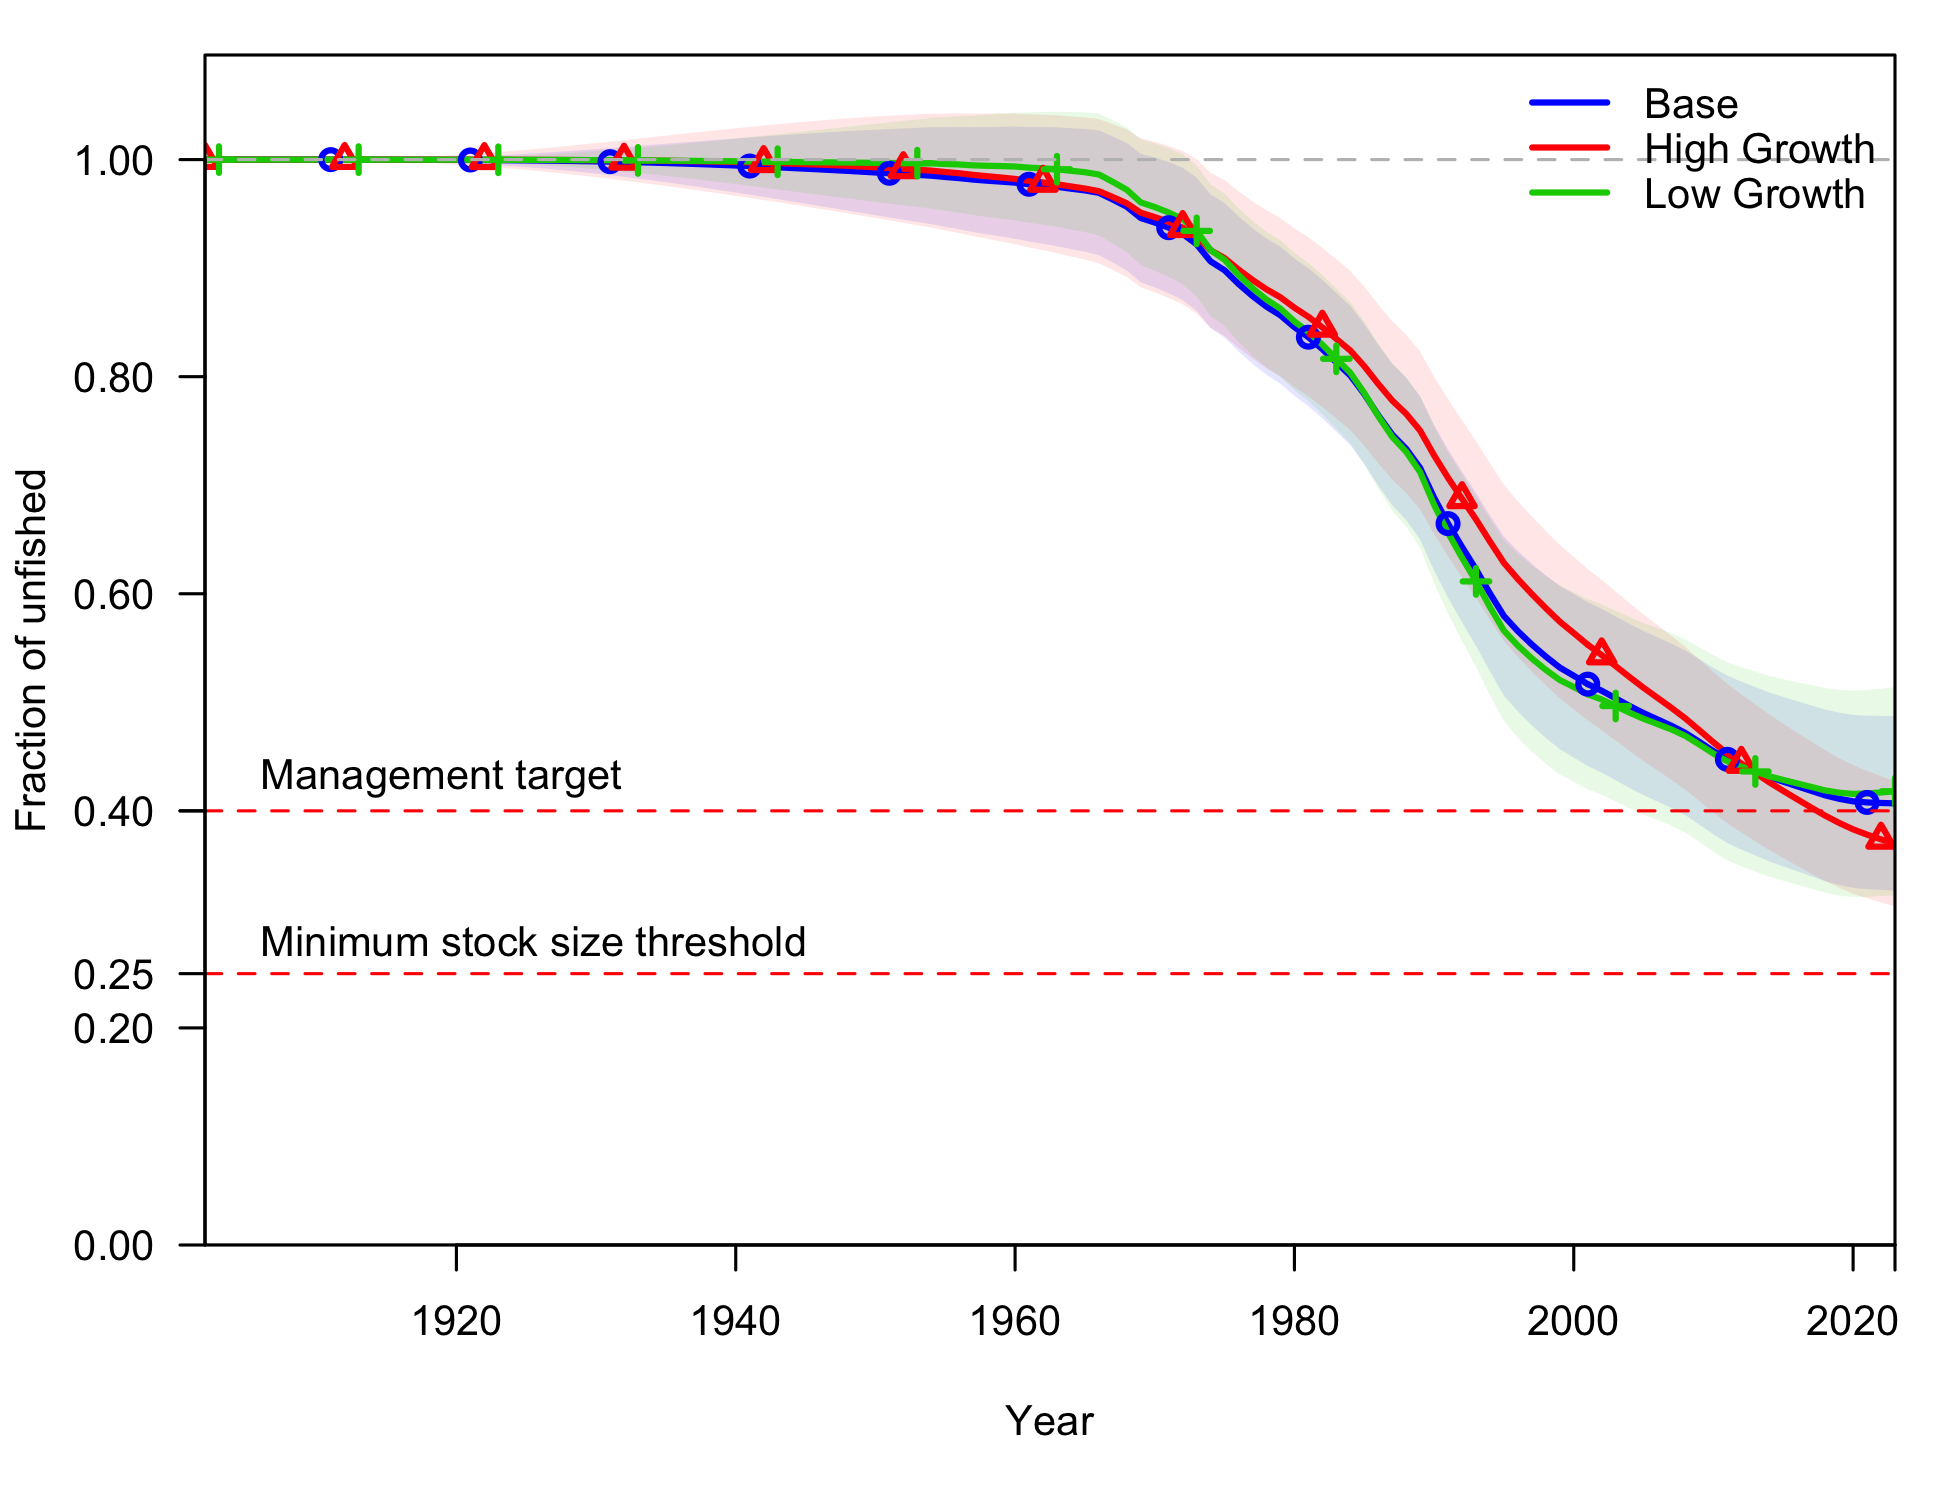 Base
High Growth
Low Growth
1.00
0.80
0.60
0.40
0.25
0.20
0.00
Fraction of unfished
Management target
Minimum stock size threshold
1920 1940 1960 1980 2000 2020
Year